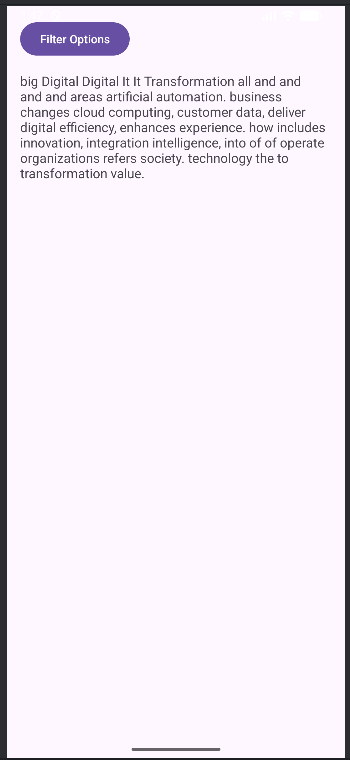 Filter Options
big Digital Digital It It Transformation all and and
and and areas artificial automation. business
changes cloud computing, customer data, deliver
digital efficiency, enhances experience. how includes
innovation, integration intelligence, into of of operate
organizations refers society. technology the to
transformation value.